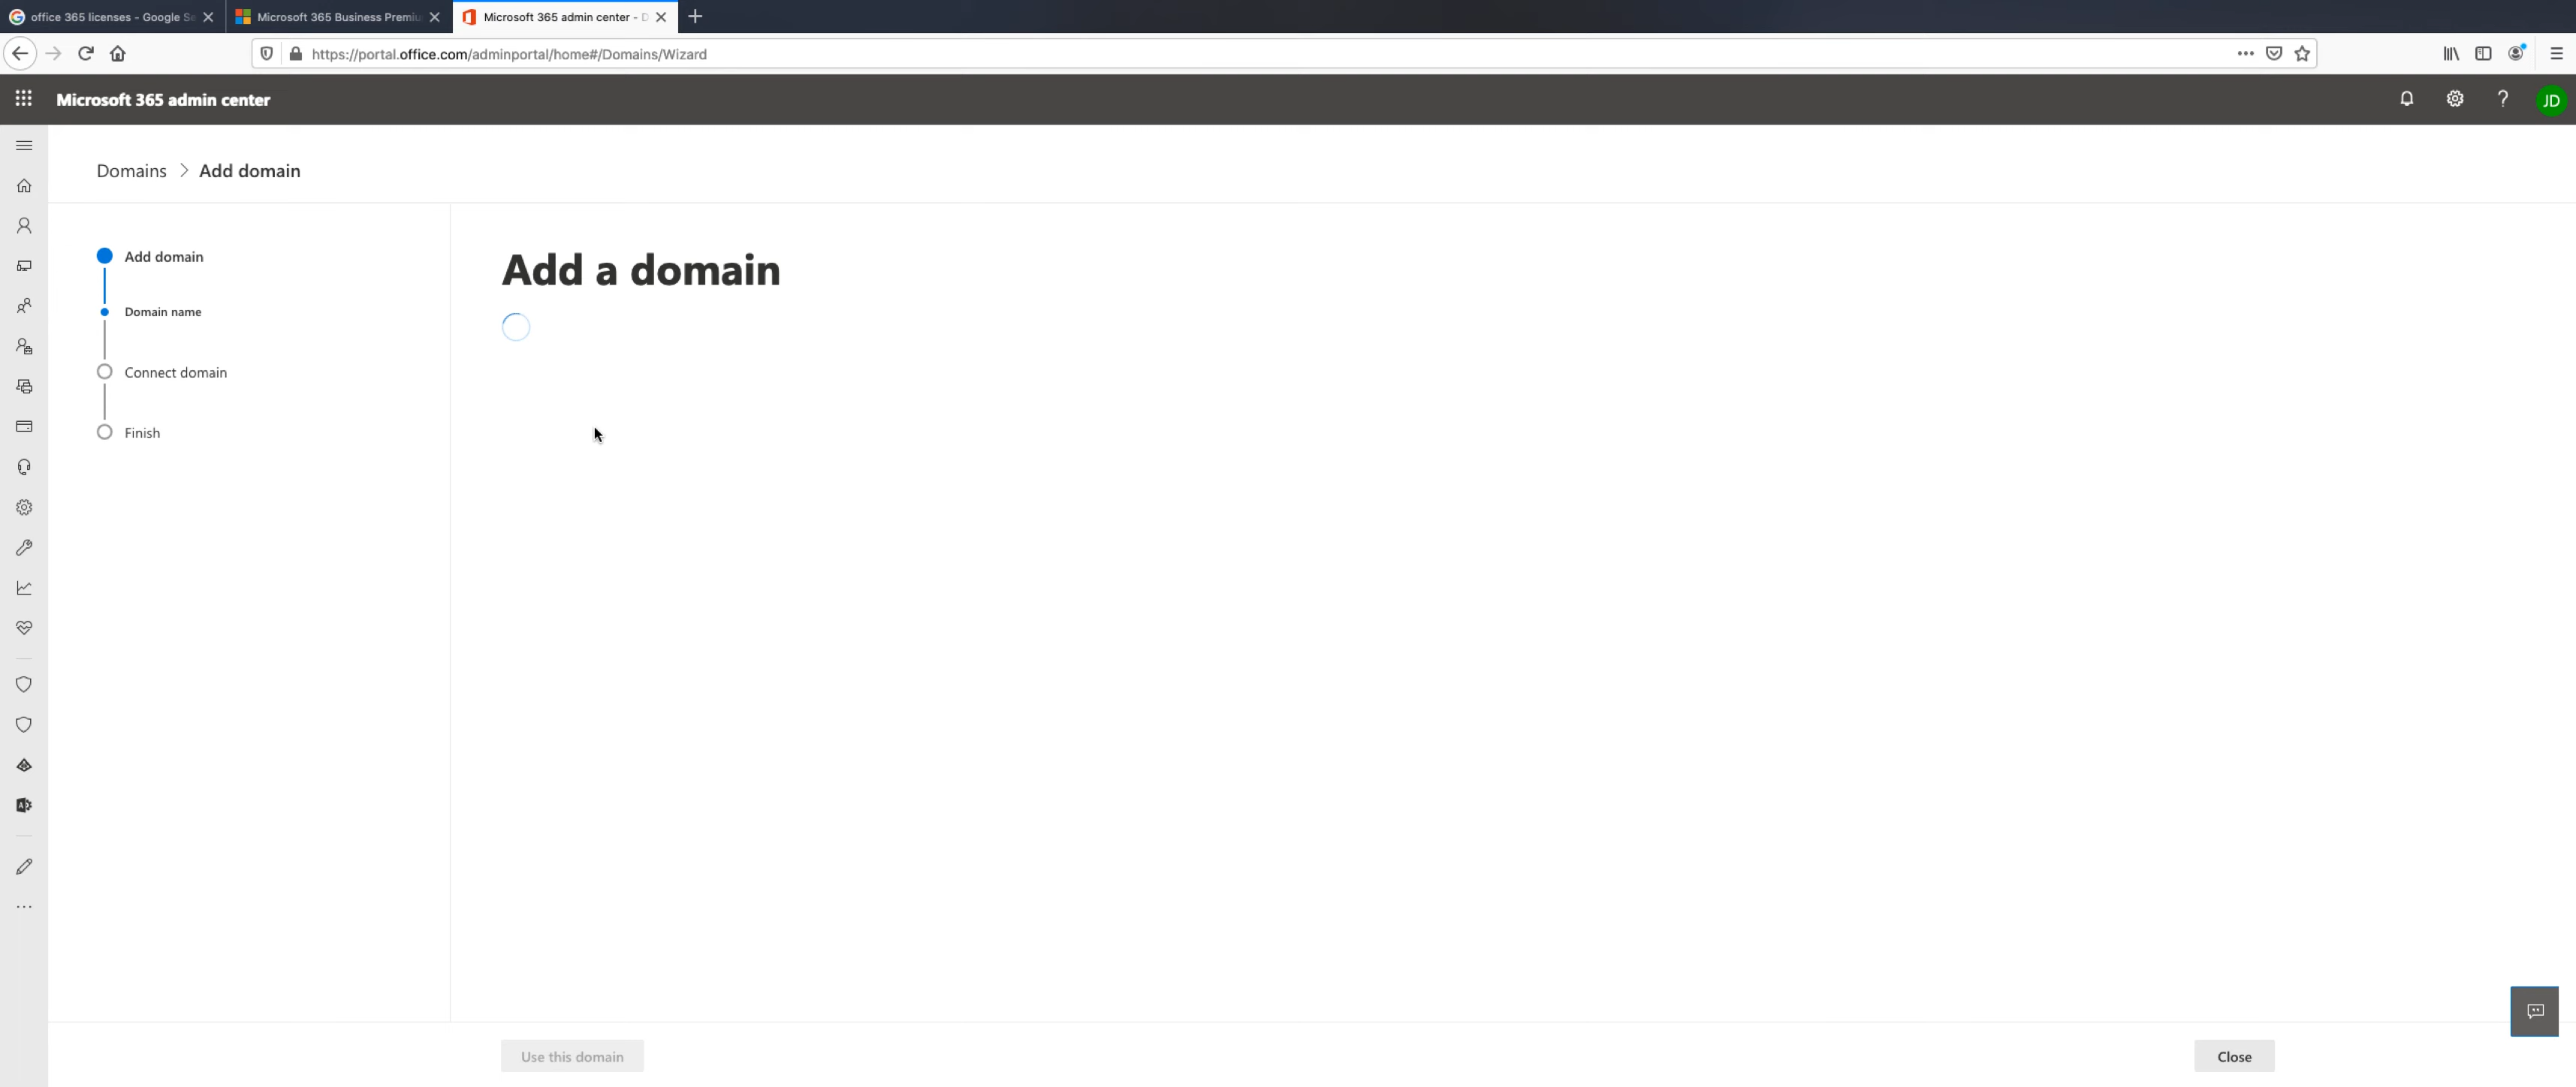 office 365 licenses - Google Se
Microsoft 365 Business Premiu
Microsoft 365 admin center - D
https://portal.office.com/adminportal/home#/Domains/Wizard
Microsoft 365 admin center
JD
Domains > Add domain
Add domain
Domain name
Connect domain
Finish
Add a domain
Use this domain
Close